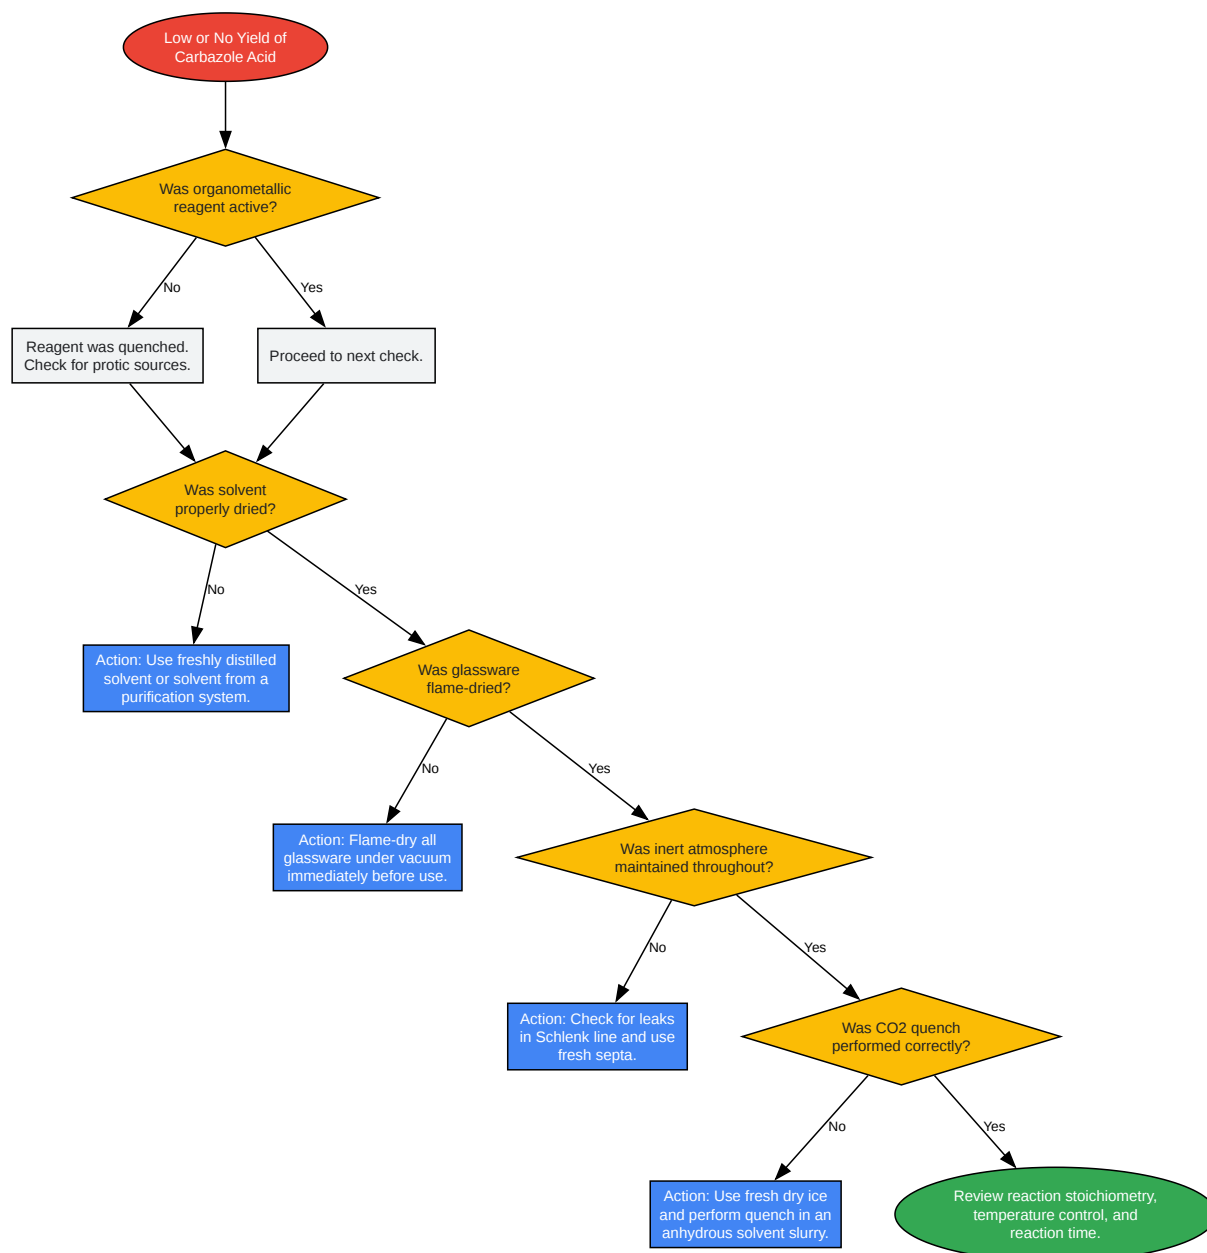 Low or No Yield of
Carbazole Acid
Was organometallic
reagent active?
No
Yes
Reagent was quenched.
Check for protic sources.
Proceed to next check.
Was solvent
properly dried?
No
Yes
Action: Use freshly distilled
solvent or solvent from a
purification system.
Was glassware
flame-dried?
No
Yes
Action: Flame-dry all
glassware under vacuum
immediately before use.
Was inert atmosphere
maintained throughout?
No
Yes
Action: Check for leaks
in Schlenk line and use
fresh septa.
Was CO2 quench
performed correctly?
No
Yes
Action: Use fresh dry ice
and perform quench in an
anhydrous solvent slurry.
Review reaction stoichiometry,
temperature control, and
reaction time.